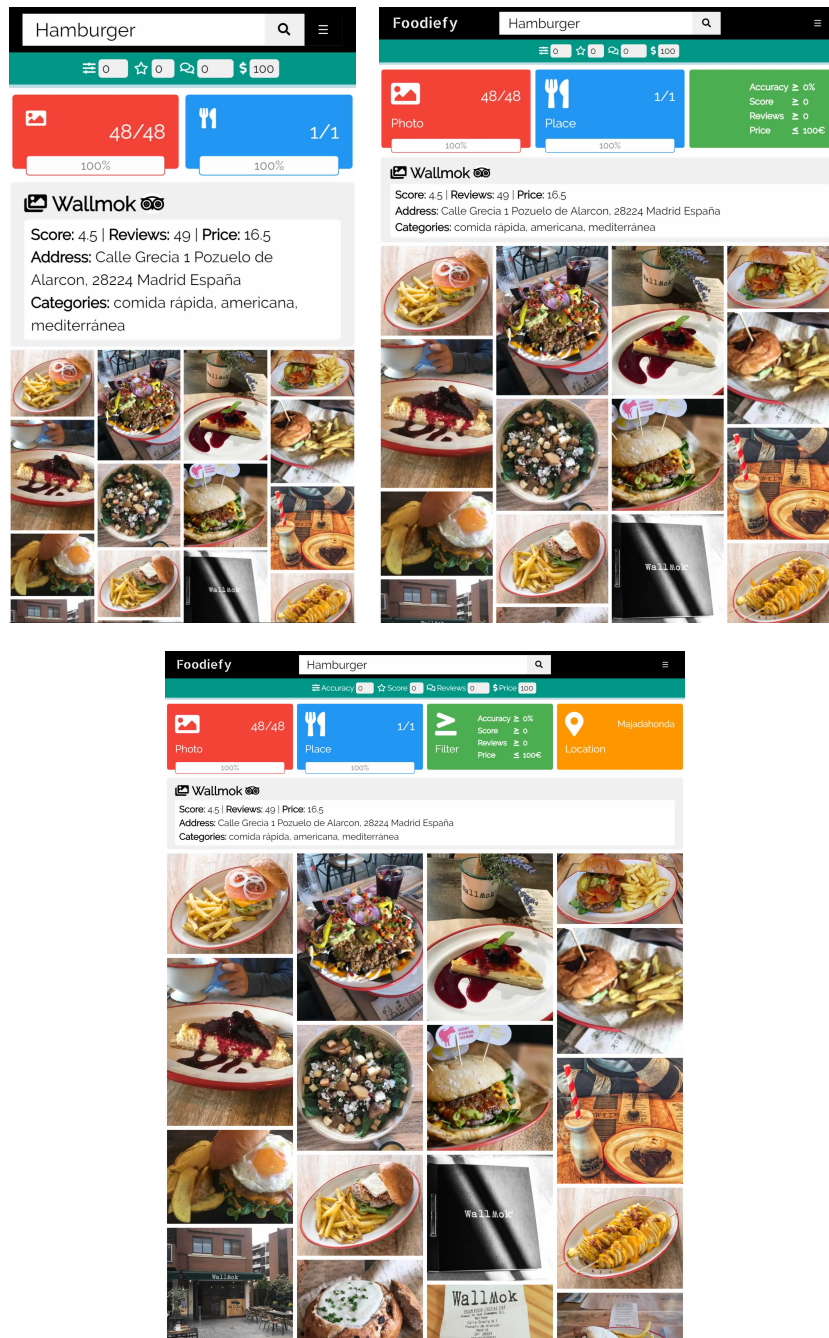 Hamburger
☰
0 0 0 $ 100
48/48
100%
1/1
100%
Wallmok
Score: 4.5 | Reviews: 49 | Price: 16.5
Address: Calle Grecia 1 Pozuelo de
Alarcon, 28224 Madrid España
Categories: comida rápida, americana,
mediterránea
WallMok
WallMok
Foodiefy Hamburger ☰
0 0 0 $ 100
48/48
Photo
100%
1/1
Place
100%
Accuracy ≥ 0%
Score ≥ 0
Reviews ≥ 0
Price ≤ 100€
Wallmok
Score: 4.5 | Reviews: 49 | Price: 16.5
Address: Calle Grecia 1 Pozuelo de Alarcon, 28224 Madrid España
Categories: comida rápida, americana, mediterránea
WallMok
WallMok
Foodiefy Hamburger ☰
Accuracy 0 Score 0 Reviews 0 $ Price 100
48/48
Photo
100%
1/1
Place
100%
≥
Filter
Accuracy ≥ 0%
Score ≥ 0
Reviews ≥ 0
Price ≤ 100€
Majadahonda
Location
Wallmok
Score: 4.5 | Reviews: 49 | Price: 16.5
Address: Calle Grecia 1 Pozuelo de Alarcon, 28224 Madrid España
Categories: comida rápida, americana, mediterránea
WallMok
WallMok
WallMok
WallMok